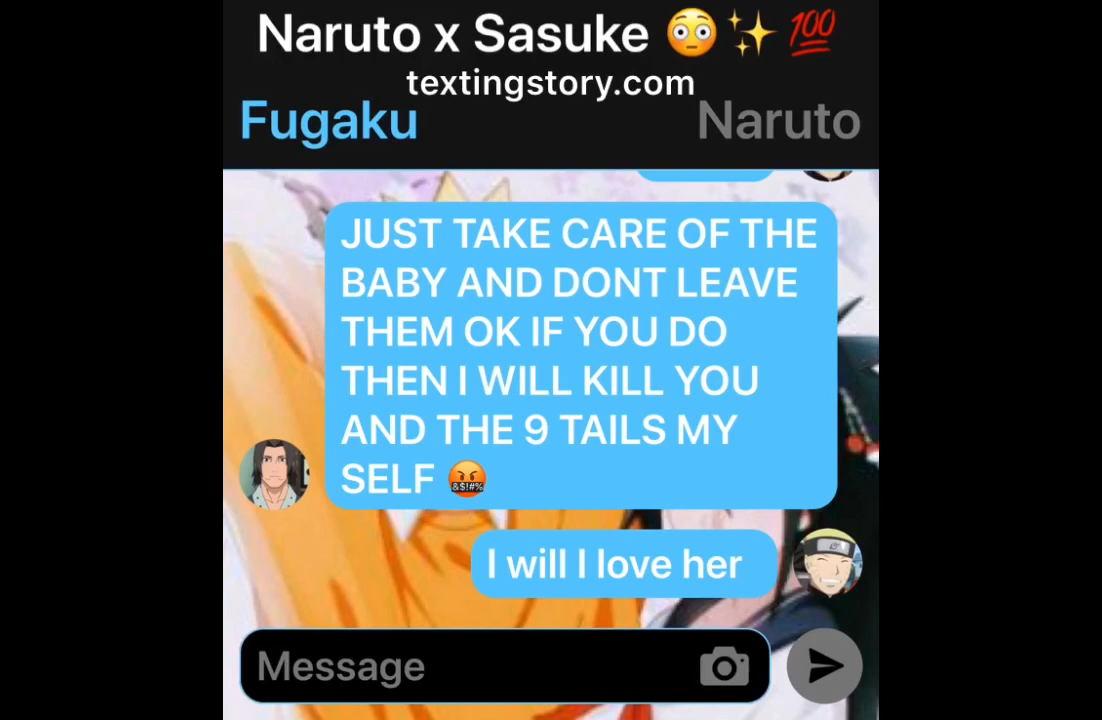 Naruto x Sasuke 😳✨💯
textingstory.com
Fugaku
Naruto
JUST TAKE CARE OF THE
BABY AND DONT LEAVE
THEM OK IF YOU DO
THEN I WILL KILL YOU
AND THE 9 TAILS MY
SELF 🤬
I will I love her
Message